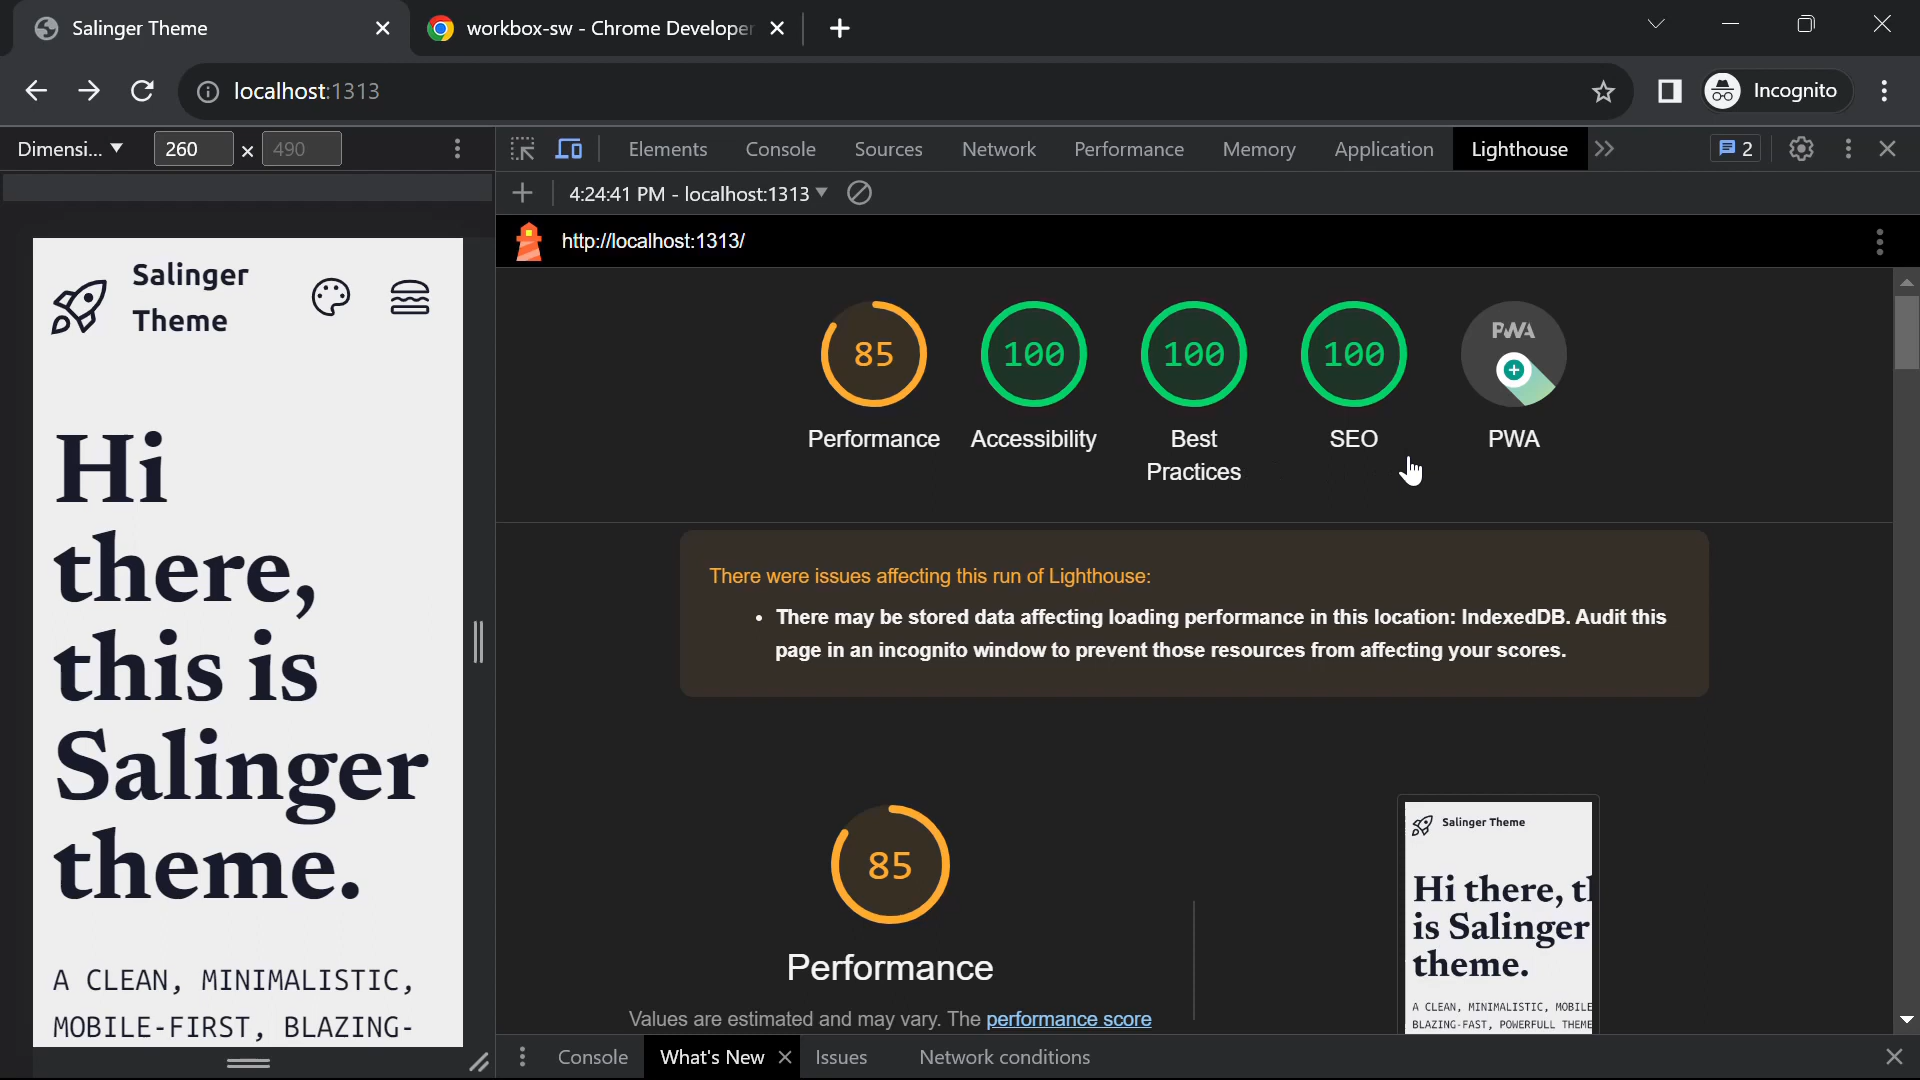 Salinger Theme
workbox-sw - Chrome Developer
localhost:1313
Incognito
Dimensi...
260
×
490
Elements
Console
Sources
Network
Performance
Memory
Application
Lighthouse
2
4:24:41 PM - localhost:1313
http://localhost:1313/
Salinger
Theme
Hi
there,
this is
Salinger
theme.
A CLEAN, MINIMALISTIC,
MOBILE-FIRST, BLAZING-
85
100
100
100
PWA
Performance
Accessibility
Best
Practices
SEO
PWA
There were issues affecting this run of Lighthouse:
• There may be stored data affecting loading performance in this location: IndexedDB. Audit this
page in an incognito window to prevent those resources from affecting your scores.
85
Performance
Values are estimated and may vary. The performance score
Salinger Theme
Hi there, th
is Salinger
theme.
A CLEAN, MINIMALISTIC, MOBILE
BLAZING-FAST, POWERFULL THEME
Console
What's New
Issues
Network conditions